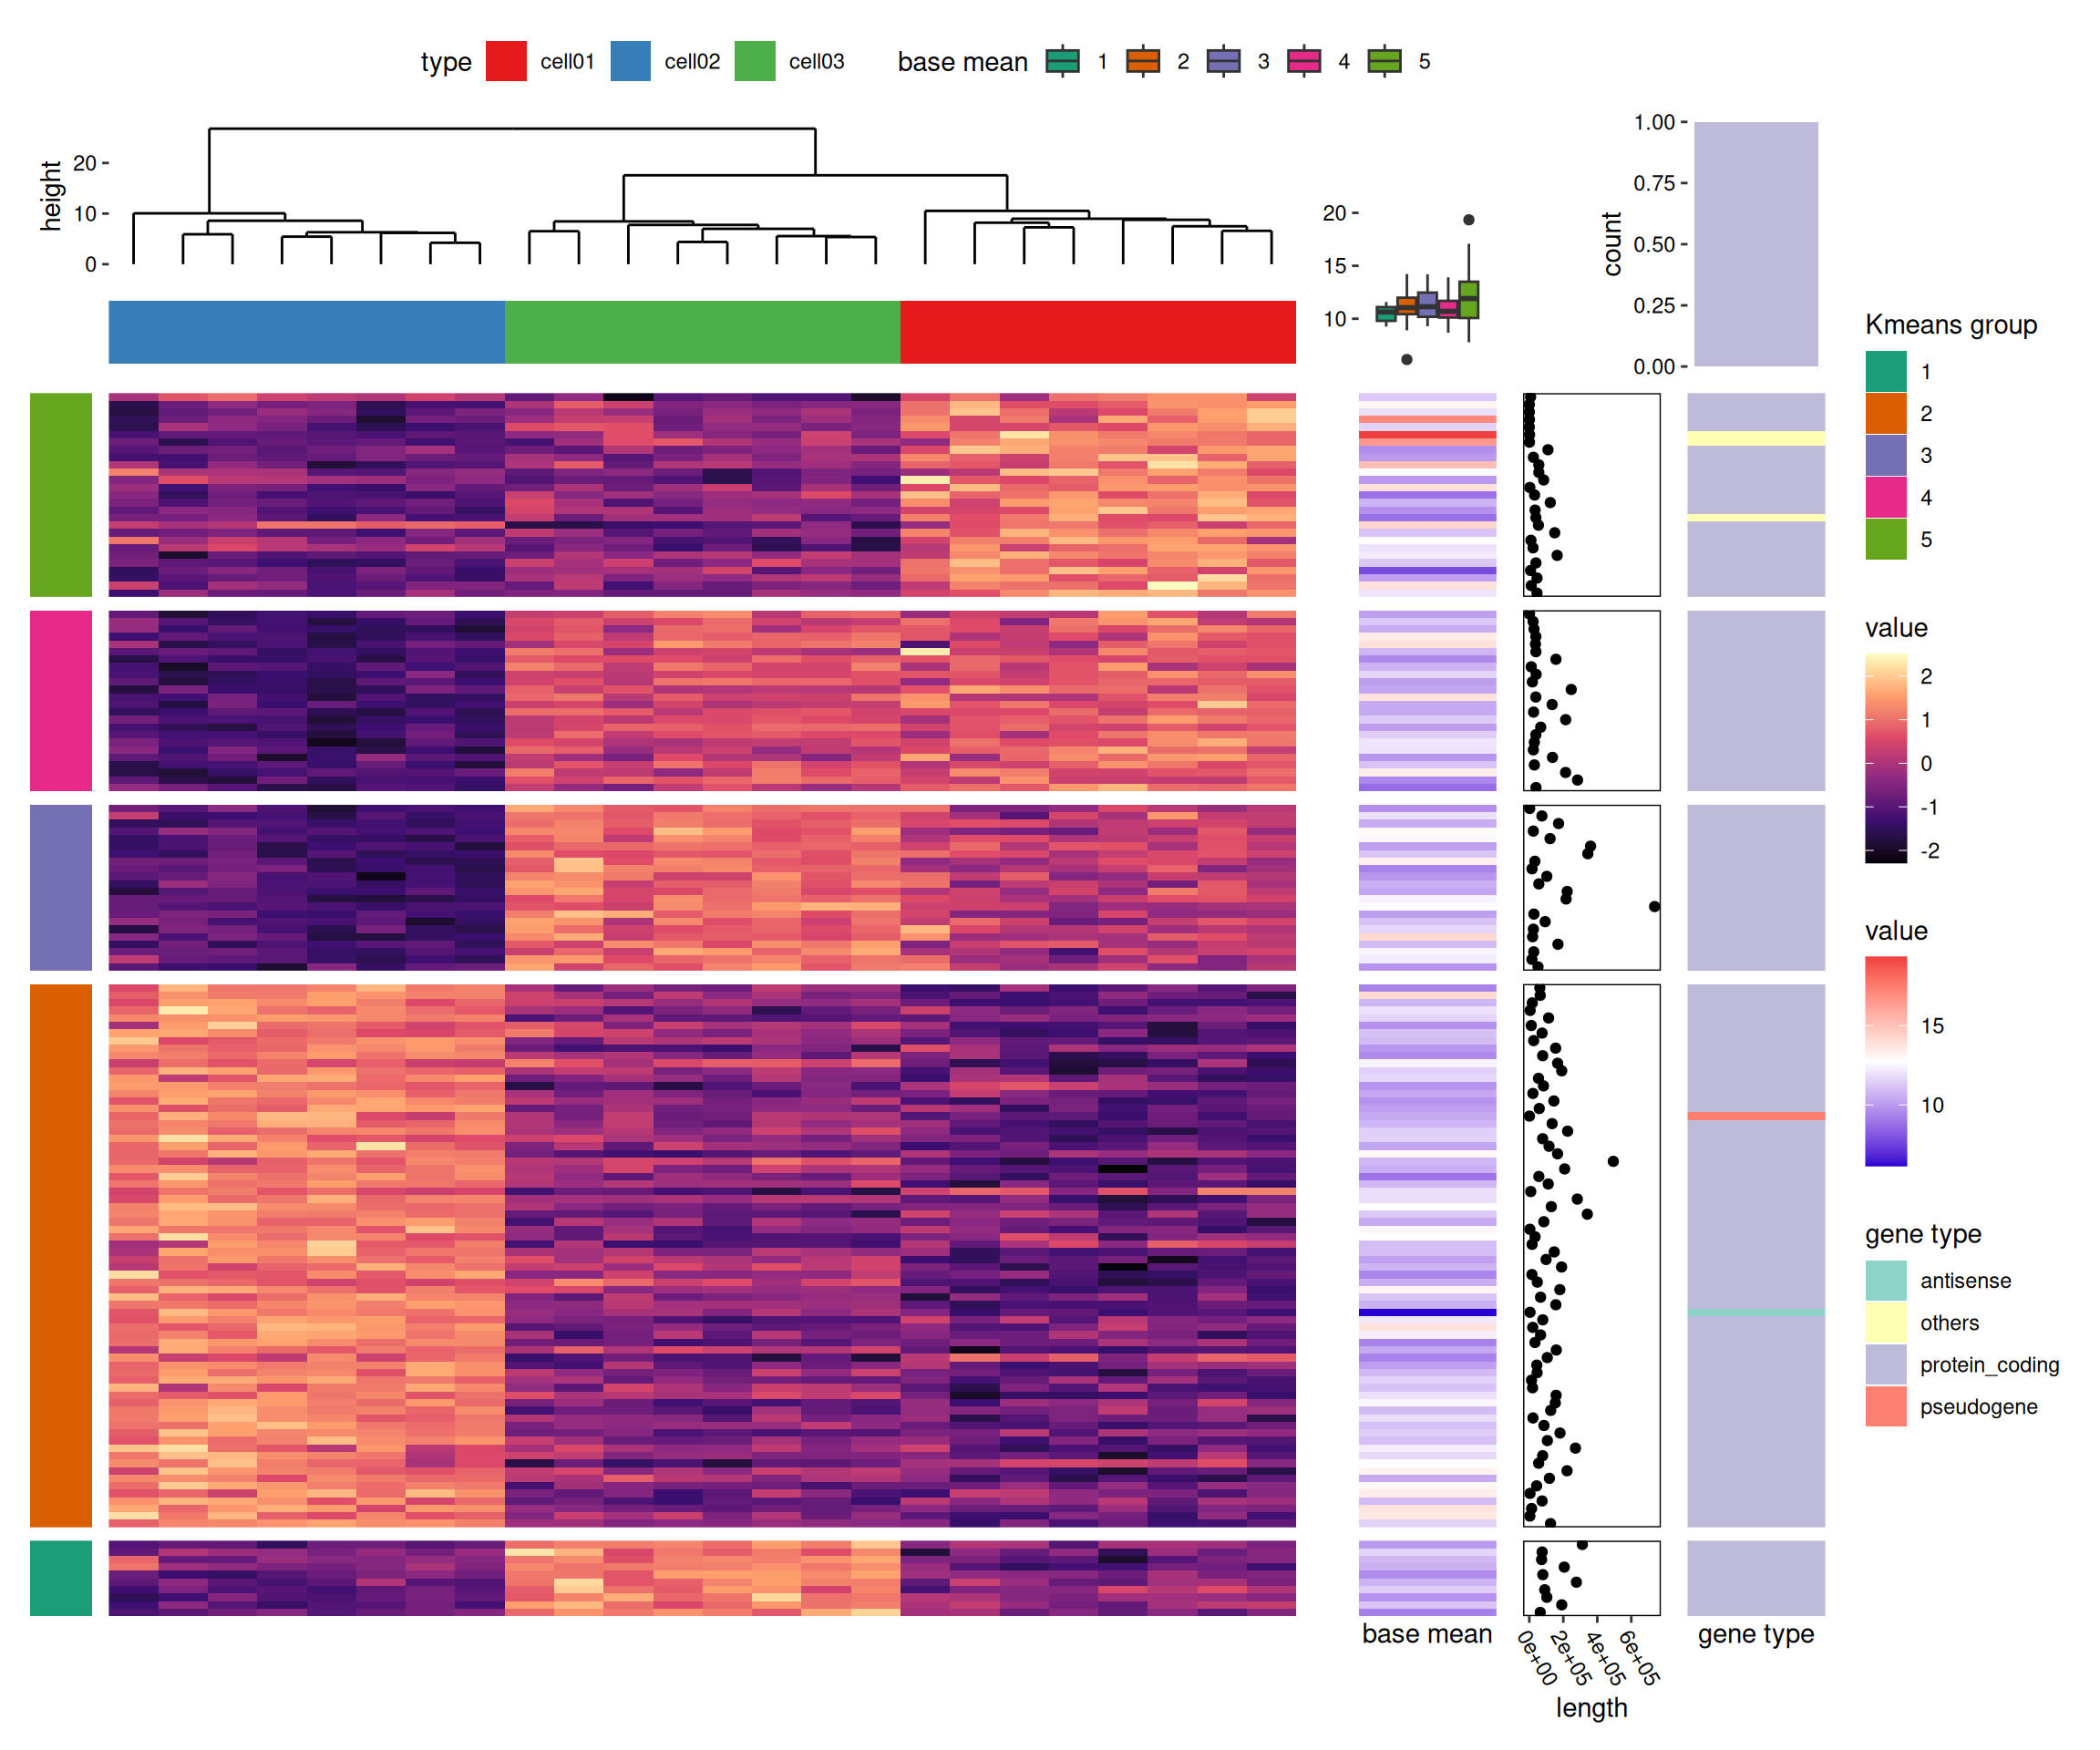 type cell01 cell02 cell03 base mean 1 2 3 4 5
height
20
10
0
20
15
10
count
1.00
0.75
0.50
0.25
0.00
Kmeans group
1
2
3
4
5
value
2
1
0
-1
-2
value
15
10
gene type
antisense
others
protein_coding
pseudogene
base mean
0e+00 2e+05 4e+05 6e+05
length
gene type